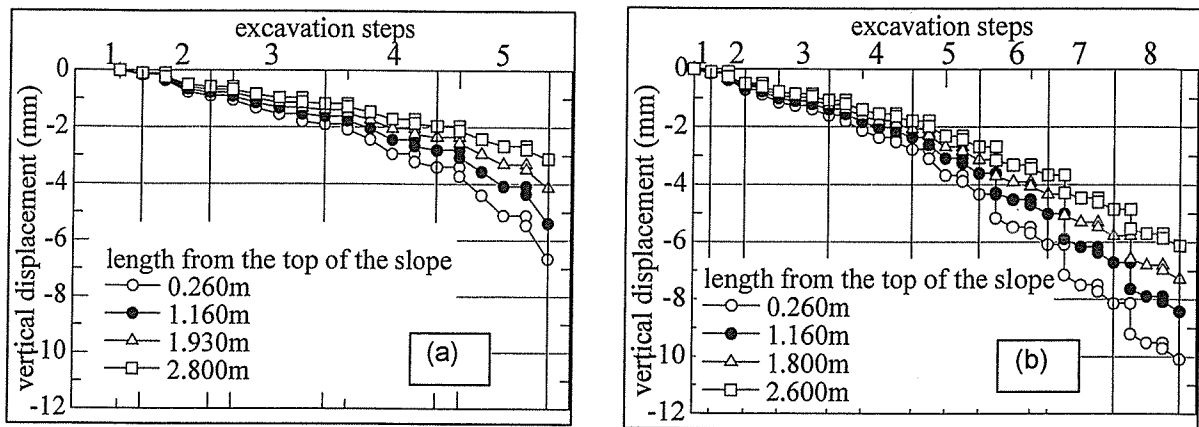 excavation steps
1 2 3 4 5
0
-2
-4
-6
-8
-10
-12
vertical displacement (mm)
length from the top of the slope
0.260m
1.160m
1.930m
2.800m
(a)
excavation steps
1 2 3 4 5 6 7 8
0
-2
-4
-6
-8
-10
-12
vertical displacement (mm)
length from the top of the slope
0.260m
1.160m
1.800m
2.600m
(b)